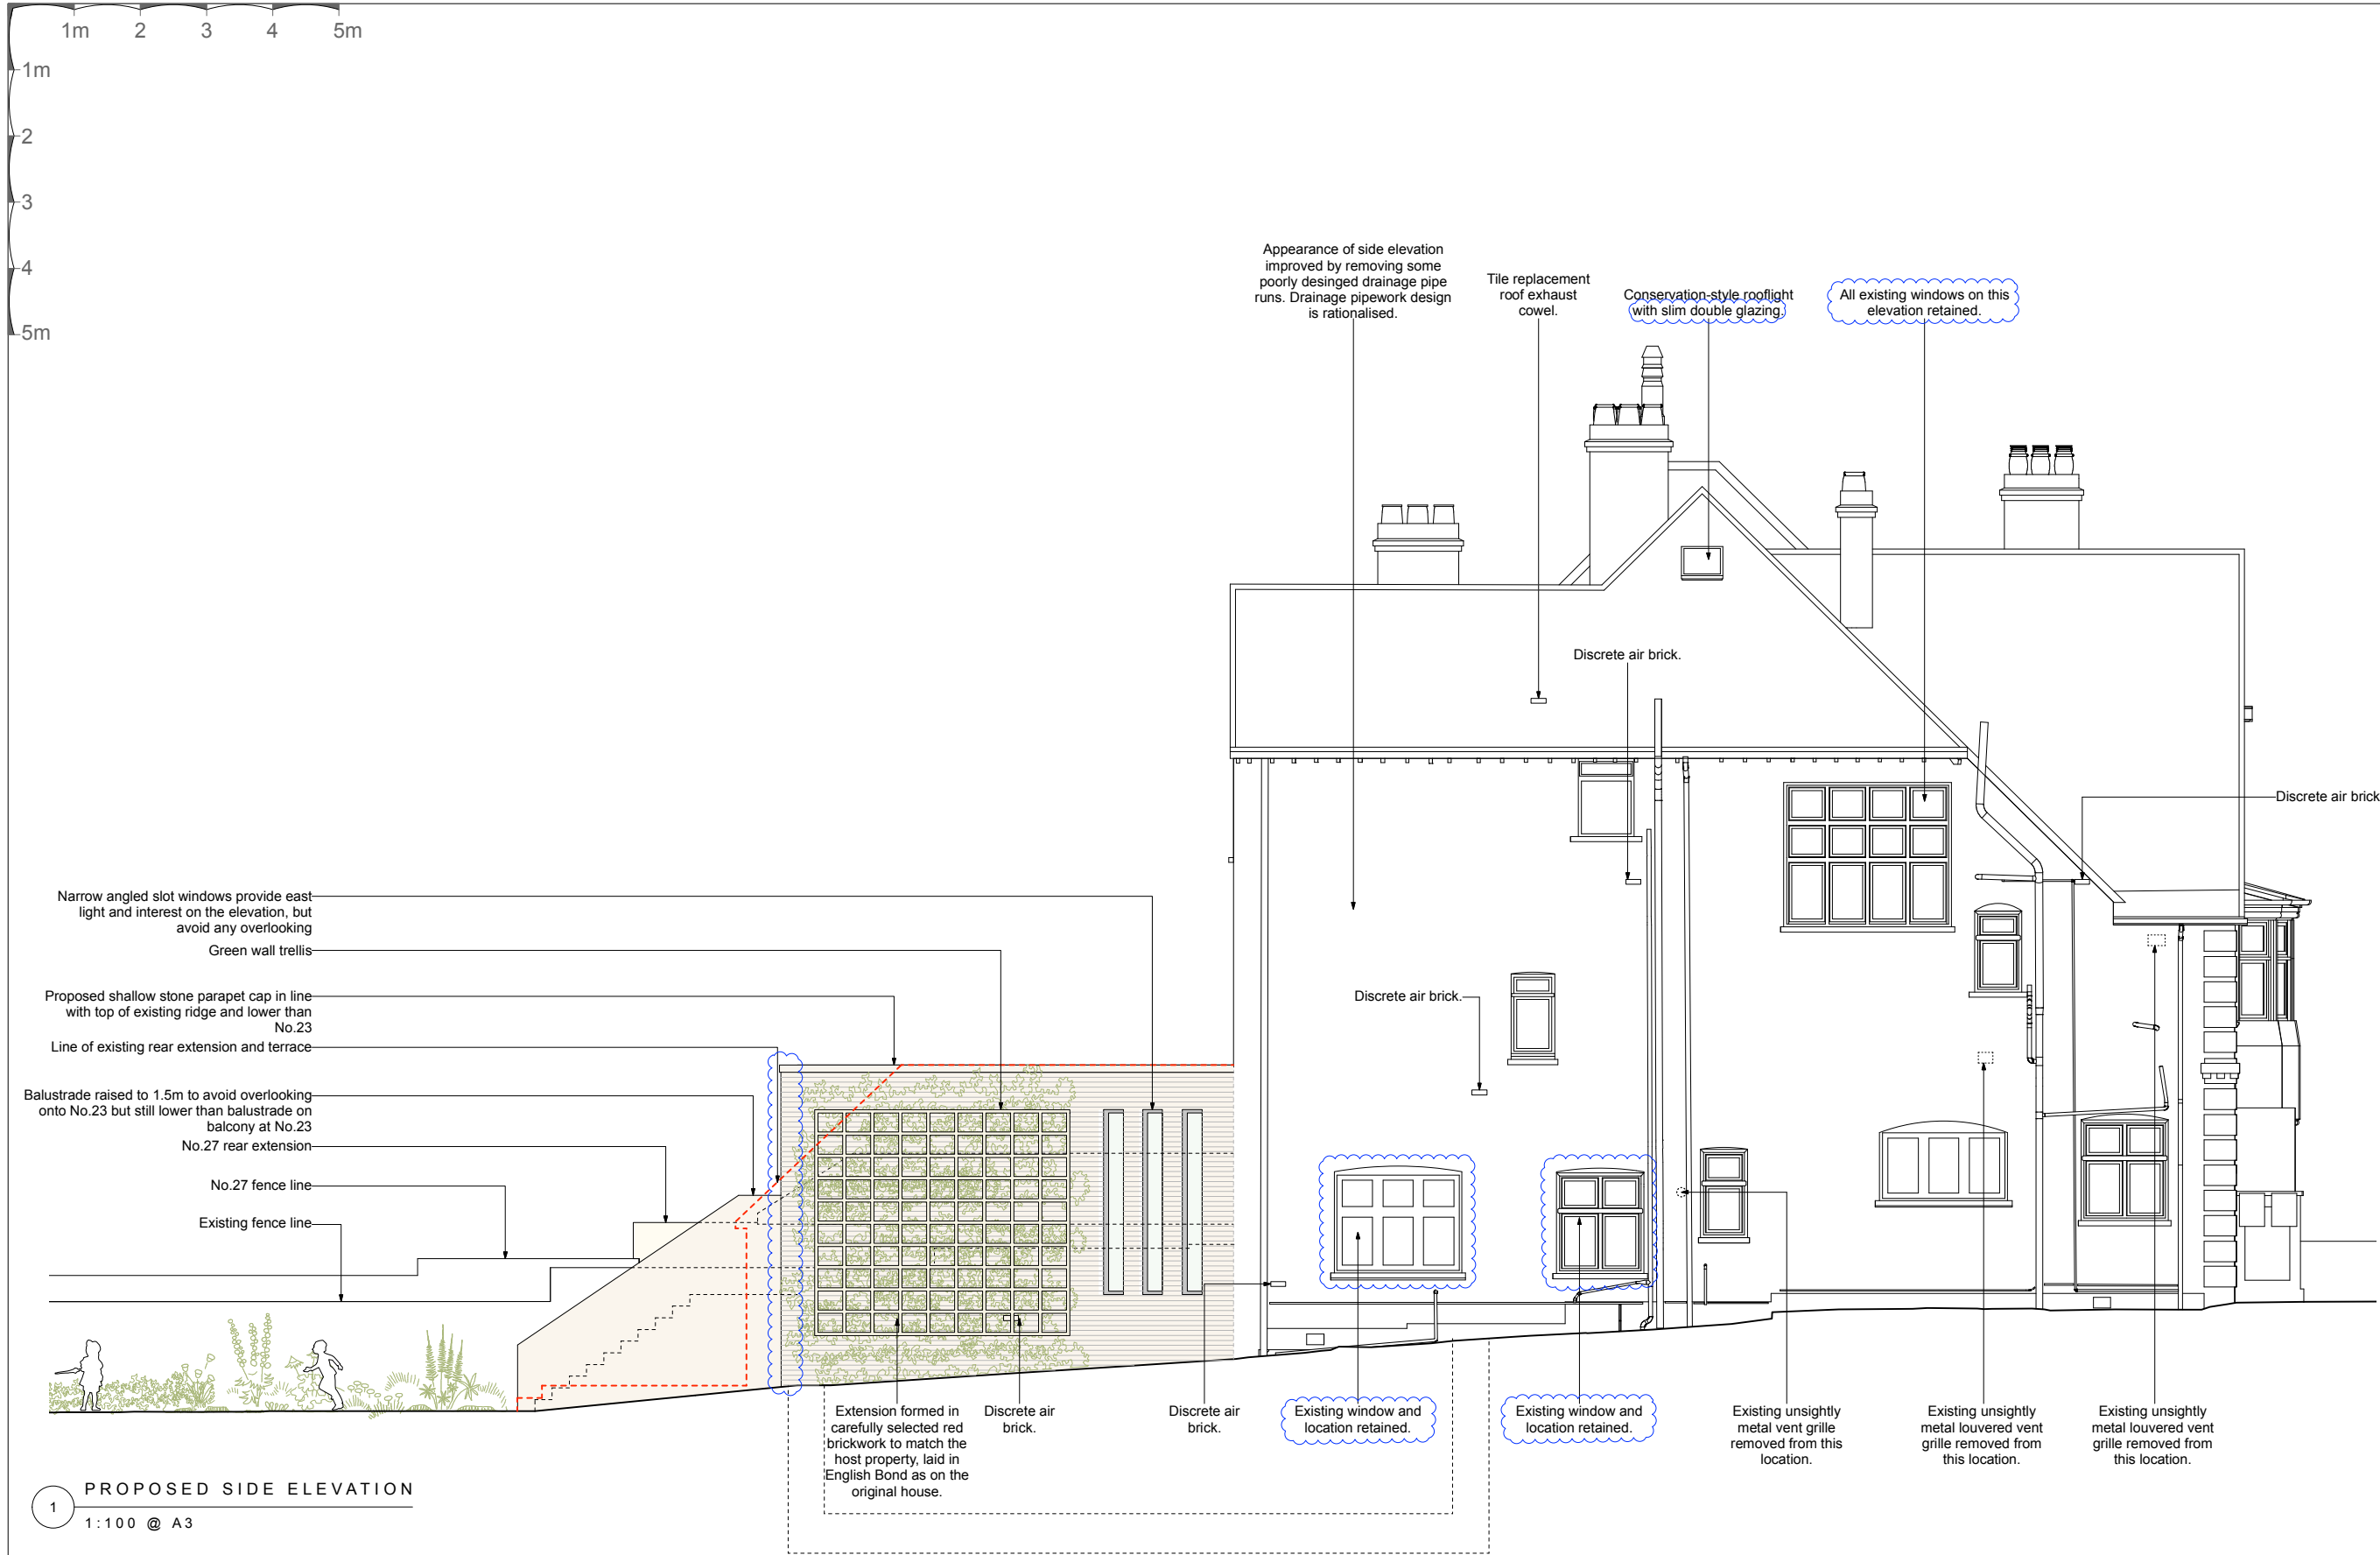 1m 2 3 4 5m
1m
2
3
4
5m
Appearance of side elevation
improved by removing some
poorly desinged drainage pipe
runs. Drainage pipework design
is rationalised.
Tile replacement
roof exhaust
cowel.
Conservation-style rooflight
with slim double glazing.
All existing windows on this
elevation retained.
Discrete air brick.
Discrete air brick
Narrow angled slot windows provide east
light and interest on the elevation, but
avoid any overlooking
Green wall trellis
Proposed shallow stone parapet cap in line
with top of existing ridge and lower than
No.23
Line of existing rear extension and terrace
Balustrade raised to 1.5m to avoid overlooking
onto No.23 but still lower than balustrade on
balcony at No.23
No.27 rear extension
No.27 fence line
Existing fence line
Discrete air brick.
Extension formed in
carefully selected red
brickwork to match the
host property, laid in
English Bond as on the
original house.
Discrete air
brick.
Discrete air
brick.
Existing window and
location retained.
Existing window and
location retained.
Existing unsightly
metal vent grille
removed from this
location.
Existing unsightly
metal louvered vent
grille removed from
this location.
Existing unsightly
metal louvered vent
grille removed from
this location.
1
PROPOSED SIDE ELEVATION
1:100 @ A3